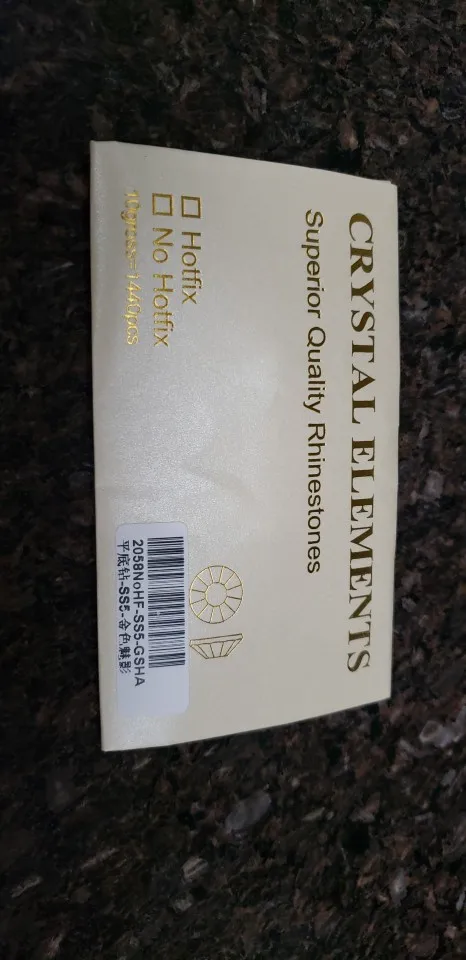 CRYSTAL ELEMENTS
Superior Quality Rhinestones
Hotfix
No Hotfix
10gross=1440pcs
2058NoHF-SS5-GSHA
平底钻-SS5-金色魅影